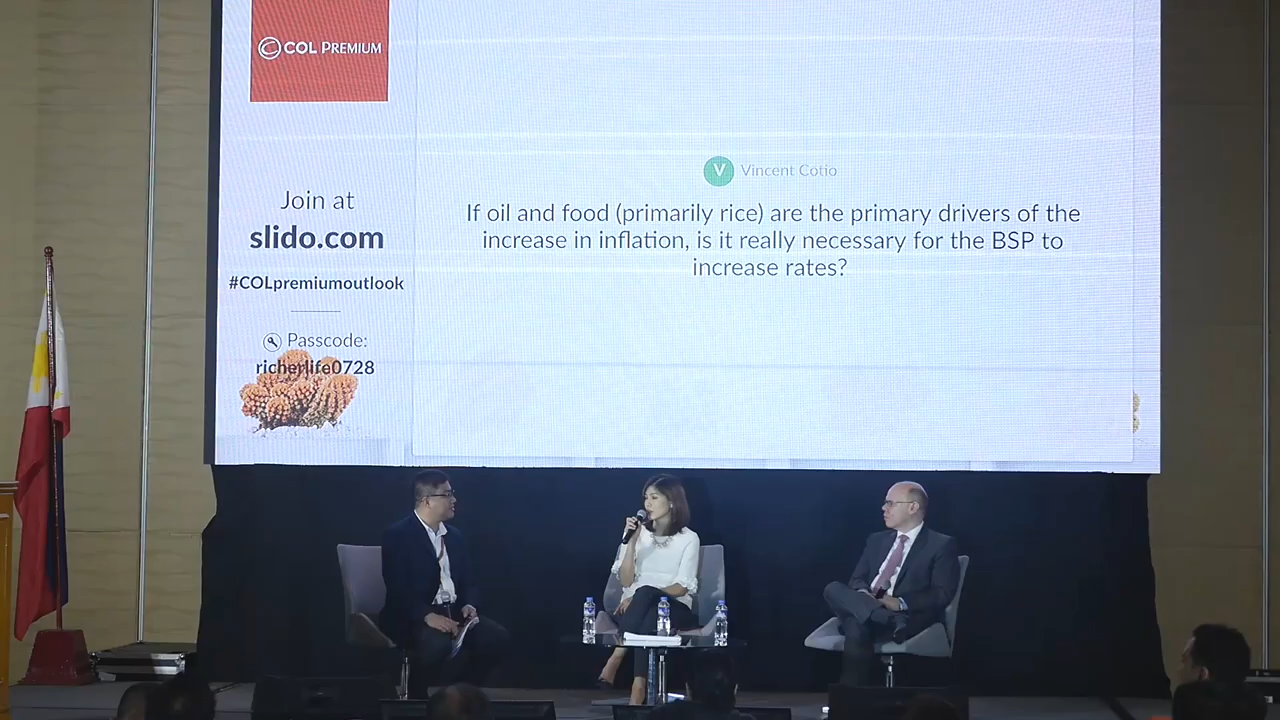 COL PREMIUM
Join at
slido.com
#COLpremiumoutlook
Passcode:
richerlife0728
V Vincent Cotio
If oil and food (primarily rice) are the primary drivers of the
increase in inflation, is it really necessary for the BSP to
increase rates?